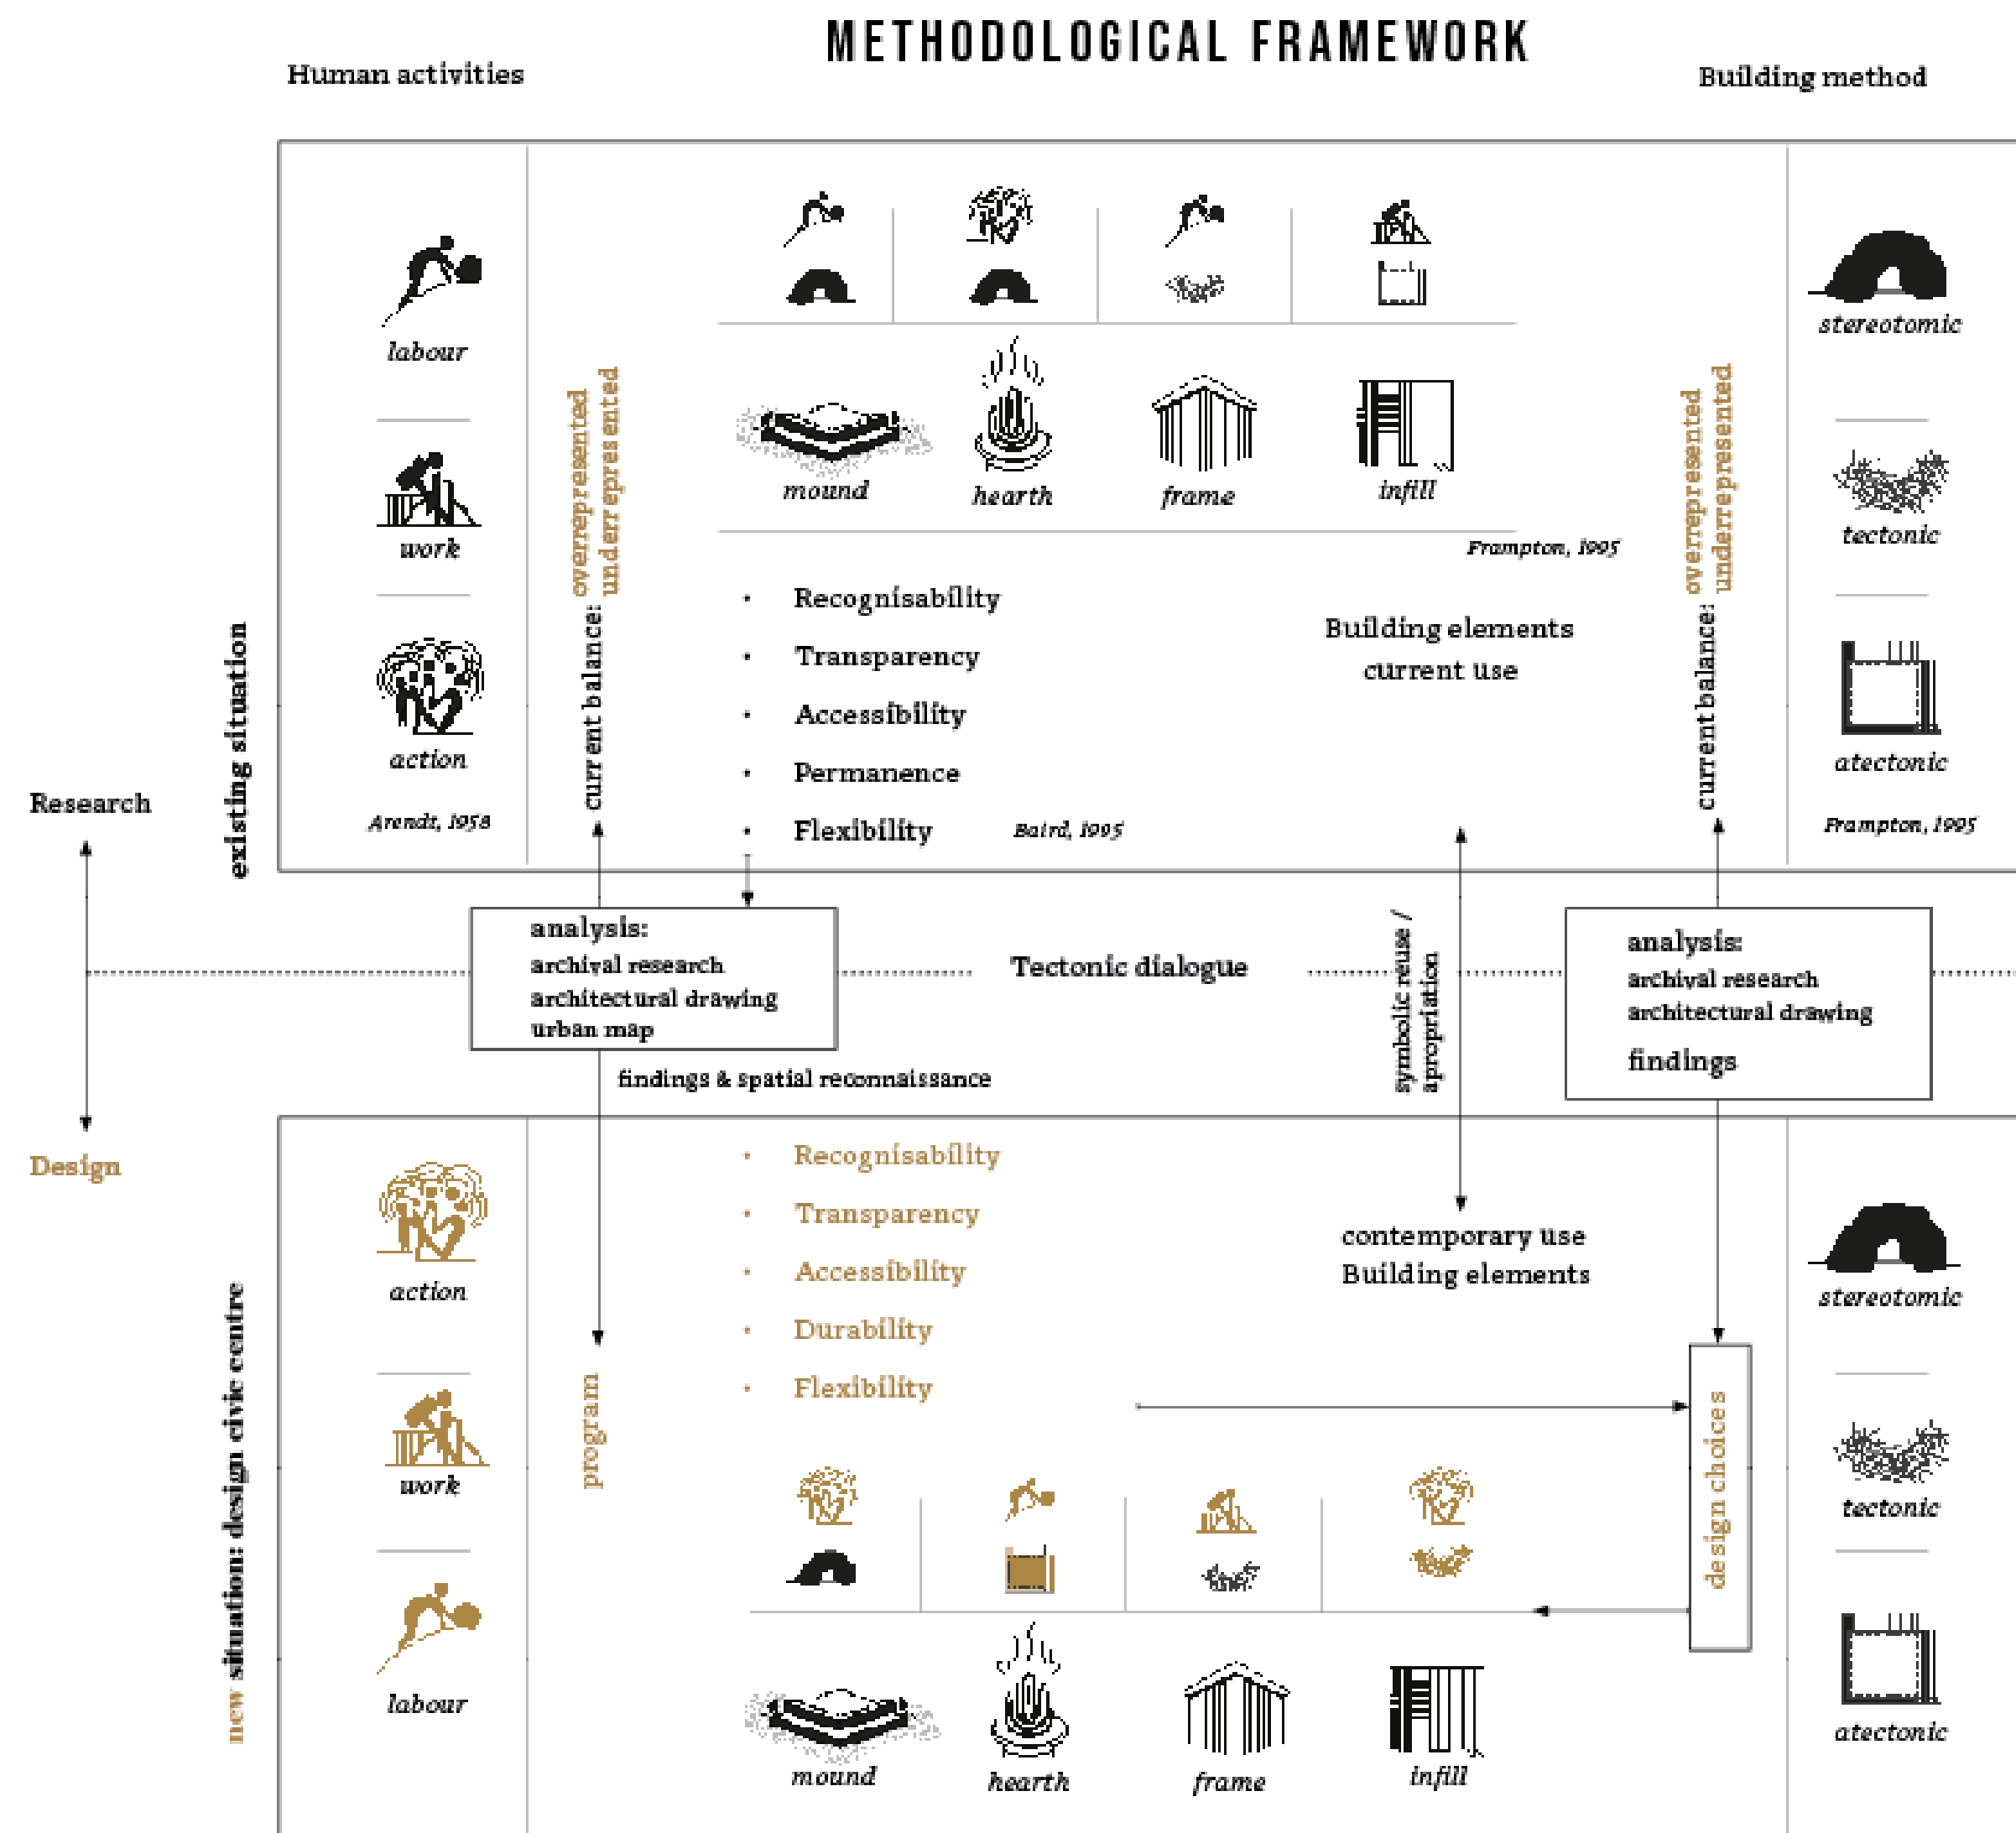 METHODOLOGICAL FRAMEWORK
Human activities
Building method
existing situation
labour
work
action
Arendt, 1958
current balance:
overrepresented
underrepresented
mound
hearth
frame
infill
Frampton, 1995
Recognisability
Transparency
Accessibility
Permanence
Flexibility
Baird, 1995
Building elements
current use
current balance:
overrepresented
underrepresented
stereotomic
tectonic
atectonic
Frampton, 1995
Research
Design
analysis:
archival research
architectural drawing
urban map
findings & spatial reconnaissance
Tectonic dialogue
symbolic reuse /
apropriation
analysis:
archival research
architectural drawing
findings
new situation: design civic centre
action
work
labour
program
Recognisability
Transparency
Accessibility
Durability
Flexibility
contemporary use
Building elements
design choices
mound
hearth
frame
infill
stereotomic
tectonic
atectonic